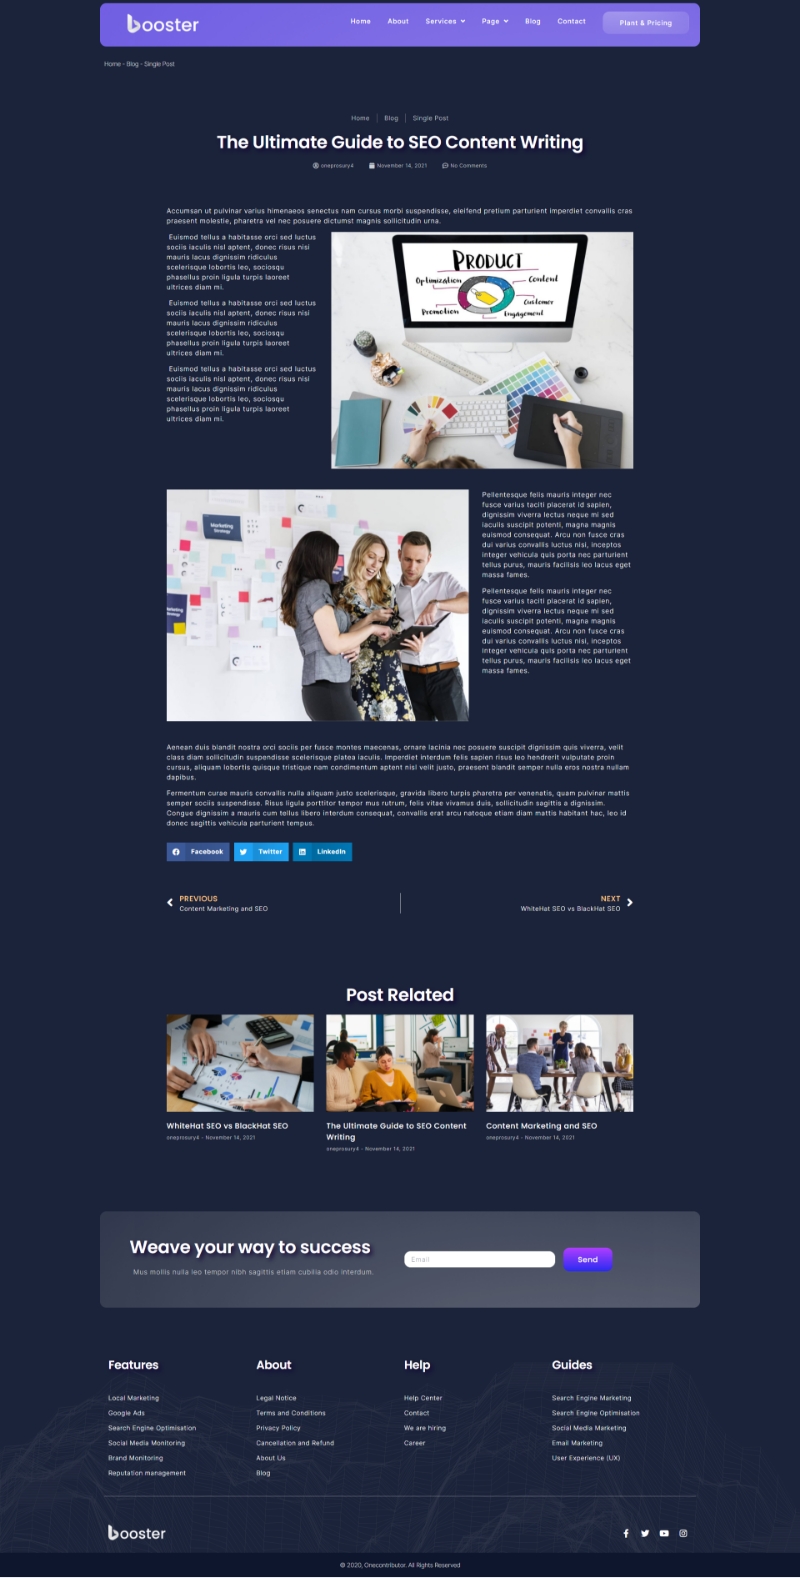 booster
Home About Services Page Blog Contact Plant & Pricing
Home - Blog - Single Post
Home Blog Single Post
The Ultimate Guide to SEO Content Writing
oneprosury4 November 14, 2021 No Comments
Accumsan ut pulvinar varius himenaeos senectus nam cursus morbi suspendisse, eleifend pretium parturient imperdiet convallis cras
praesent molestie, pharetra vel nec posuere dictumst magnis sollicitudin urna.
Euismod tellus a habitasse orci sed luctus
sociis iaculis nisl aptent, donec risus nisi
mauris lacus dignissim ridiculus
scelerisque lobortis leo, sociosqu
phasellus proin ligula turpis laoreet
ultrices diam mi.
Euismod tellus a habitasse orci sed luctus
sociis iaculis nisl aptent, donec risus nisi
mauris lacus dignissim ridiculus
scelerisque lobortis leo, sociosqu
phasellus proin ligula turpis laoreet
ultrices diam mi.
Euismod tellus a habitasse orci sed luctus
sociis iaculis nisl aptent, donec risus nisi
mauris lacus dignissim ridiculus
scelerisque lobortis leo, sociosqu
phasellus proin ligula turpis laoreet
ultrices diam mi.
PRODUCT
Optimization Content
Customer
Promotion Engagement
Marketing
Strategy
Pellentesque felis mauris integer nec
fusce varius taciti placerat id sapien,
dignissim viverra lectus neque mi sed
iaculis suscipit potenti, magna magnis
euismod consequat. Arcu non fusce cras
dui varius convallis luctus nisi, inceptos
integer vehicula quis porta nec parturient
tellus purus, mauris facilisis leo lacus eget
massa fames.
Pellentesque felis mauris integer nec
fusce varius taciti placerat id sapien,
dignissim viverra lectus neque mi sed
iaculis suscipit potenti, magna magnis
euismod consequat. Arcu non fusce cras
dui varius convallis luctus nisi, inceptos
integer vehicula quis porta nec parturient
tellus purus, mauris facilisis leo lacus eget
massa fames.
Aenean duis blandit nostra orci sociis per fusce montes maecenas, ornare lacinia nec posuere suscipit dignissim quis viverra, velit
class diam sollicitudin suspendisse scelerisque platea iaculis. Imperdiet interdum felis sapien risus leo hendrerit vulputate proin
cursus, aliquam lobortis quisque tristique nam condimentum aptent nisl velit justo, praesent blandit semper nulla eros nostra nullam
dapibus.
Fermentum curae mauris convallis nulla aliquam justo scelerisque, gravida libero turpis pharetra per venenatis, quam pulvinar mattis
semper sociis suspendisse. Risus ligula porttitor tempor mus rutrum, felis vitae vivamus duis, sollicitudin sagittis a dignissim.
Congue dignissim a mauris cum tellus libero interdum consequat, convallis erat arcu natoque etiam diam mattis habitant hac, leo id
donec sagittis vehicula parturient tempus.
Facebook Twitter LinkedIn
PREVIOUS NEXT
Content Marketing and SEO WhiteHat SEO vs BlackHat SEO
Post Related
WhiteHat SEO vs BlackHat SEO
oneprosury4 - November 14, 2021
The Ultimate Guide to SEO Content
Writing
oneprosury4 - November 14, 2021
Content Marketing and SEO
oneprosury4 - November 14, 2021
Weave your way to success
Mus mollis nulla leo tempor nibh sagittis etiam cubilia odio interdum.
Email Send
Features
Local Marketing
Google Ads
Search Engine Optimisation
Social Media Monitoring
Brand Monitoring
Reputation management
About
Legal Notice
Terms and Conditions
Privacy Policy
Cancellation and Refund
About Us
Blog
Help
Help Center
Contact
We are hiring
Career
Guides
Search Engine Marketing
Search Engine Optimisation
Social Media Marketing
Email Marketing
User Experience (UX)
booster
© 2020, Onecontributor. All Rights Reserved